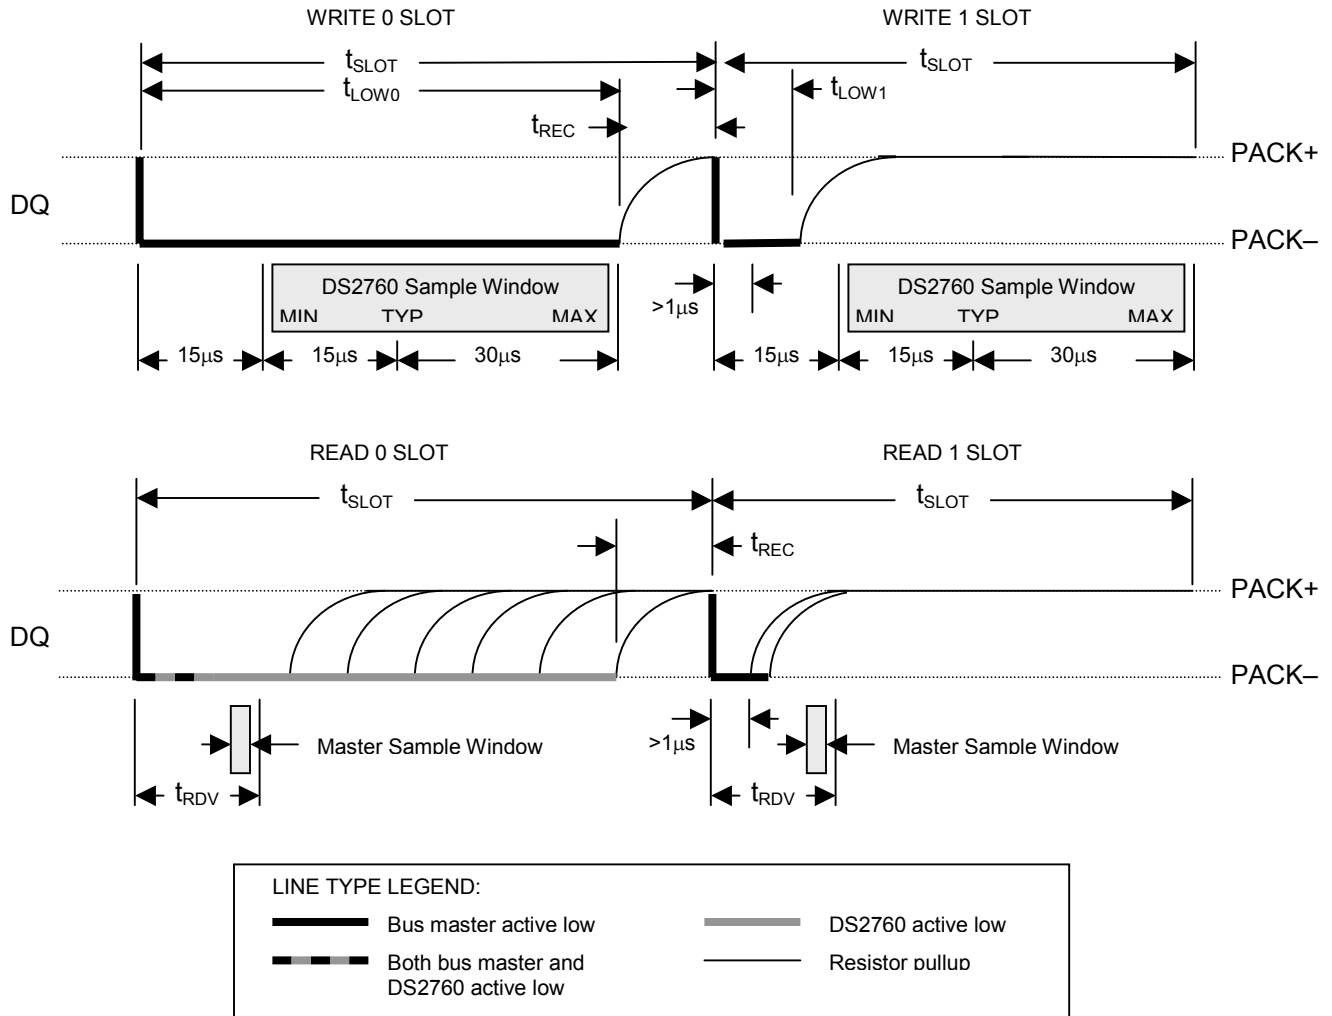 WRITE 0 SLOT WRITE 1 SLOT
tSLOT tSLOT
tLOW0 tLOW1
tREC
PACK+
DQ
PACK–
DS2760 Sample Window >1μs DS2760 Sample Window
MIN TYP MAX MIN TYP MAX
15μs 15μs 30μs 15μs 15μs 30μs
READ 0 SLOT READ 1 SLOT
tSLOT tSLOT
tREC
PACK+
DQ
PACK–
Master Sample Window >1μs Master Sample Window
tRDV tRDV
LINE TYPE LEGEND:
Bus master active low DS2760 active low
Both bus master and Resistor pullup
DS2760 active low